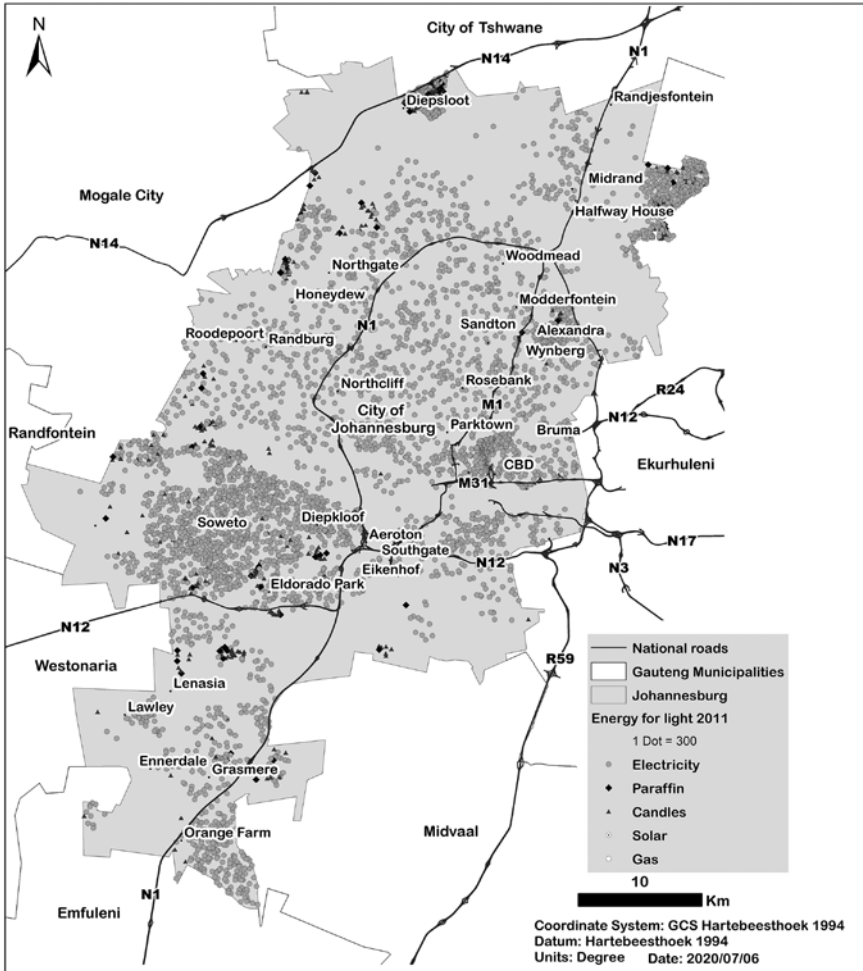 N
City of Tshwane
N14
N1
Diepsloot
Randjesfontein
Mogale City
Midrand
Halfway House
N14
Northgate
Woodmead
Honeydew
Modderfontein
N1
Sandton
Alexandra
Roodepoort
Randburg
Wynberg
Northcliff
Rosebank
R24
M1
City of
Johannesburg
Parktown
Bruma
N12
Randfontein
CBD
Ekurhuleni
M31
Soweto
Diepkloof
Aeroton
Southgate
N17
N12
Eikenhof
N3
Eldorado Park
N12
Westonaria
R59
Lenasia
Lawley
Ennerdale
Grasmere
Orange Farm
Midvaal
N1
Emfuleni
National roads
Gauteng Municipalities
Johannesburg
Energy for light 2011
1 Dot = 300
Electricity
Paraffin
Candles
Solar
Gas
10
Km
Coordinate System: GCS Hartebeesthoek 1994
Datum: Hartebeesthoek 1994
Units: Degree Date: 2020/07/06